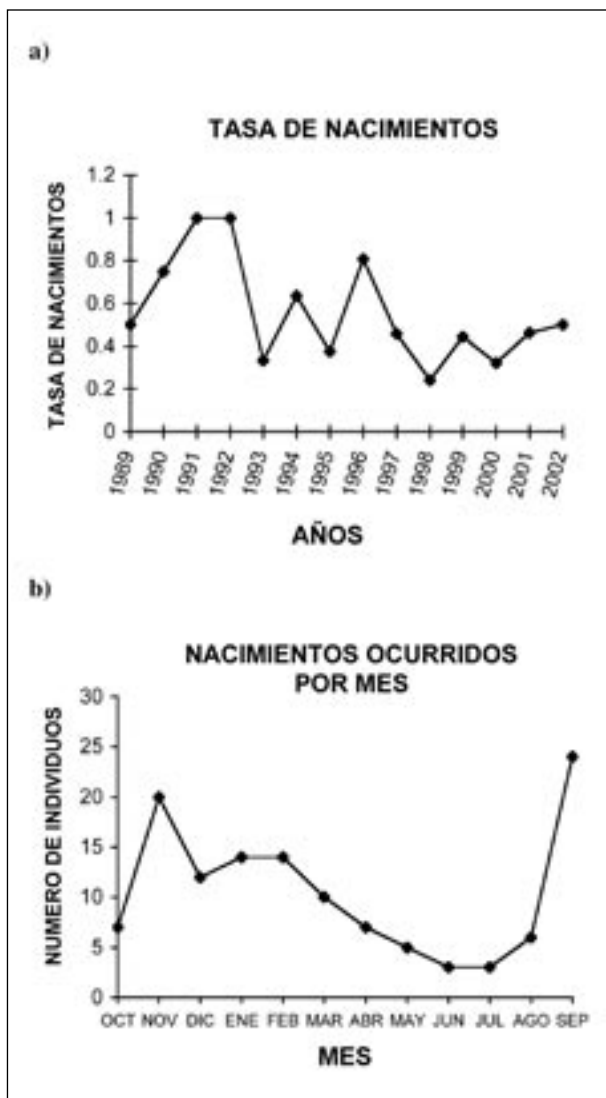 a)
TASA DE NACIMIENTOS
TASA DE NACIMIENTOS
1.2
1
0.8
0.6
0.4
0.2
0
1989
1990
1991
1992
1993
1994
1995
1996
1997
1998
1999
2000
2001
2002
AÑOS
b)
NACIMIENTOS OCURRIDOS
POR MES
NUMERO DE INDIVIDUOS
30
25
20
15
10
5
0
OCT NOV DIC ENE FEB MAR ABR MAY JUN JUL AGO SEP
MES